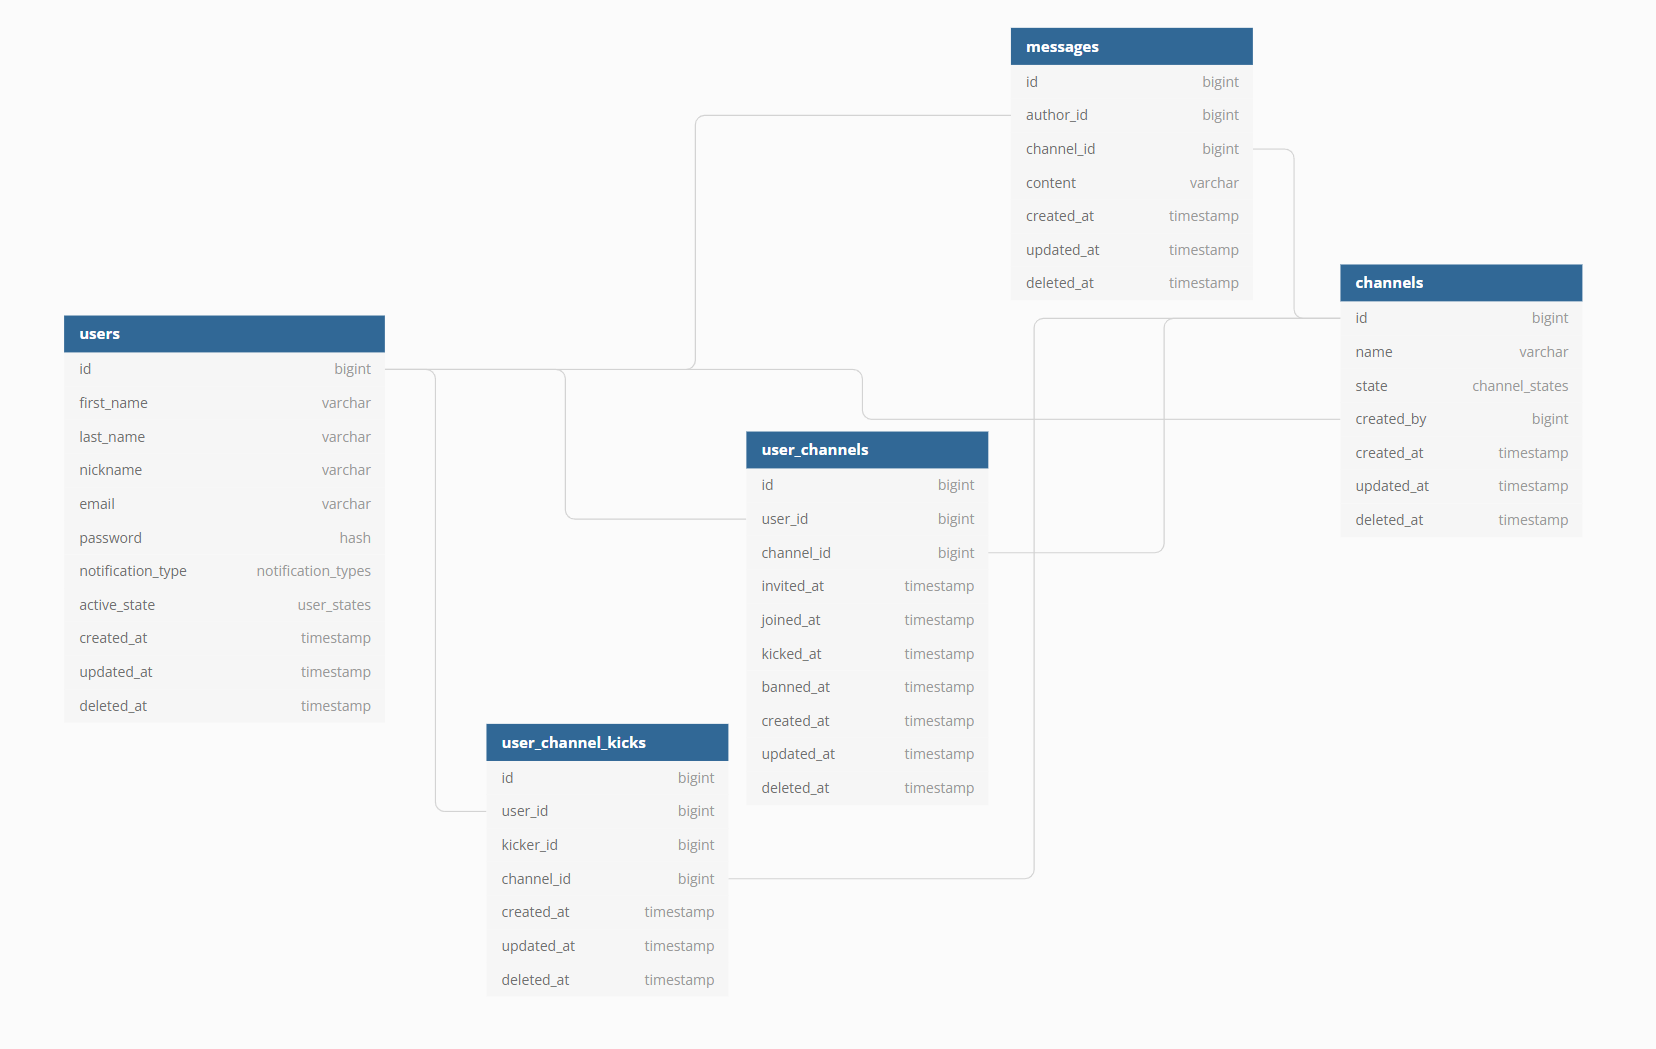 messages
id bigint
author_id bigint
channel_id bigint
content varchar
created_at timestamp
updated_at timestamp
deleted_at timestamp
channels
id bigint
name varchar
state channel_states
created_by bigint
created_at timestamp
updated_at timestamp
deleted_at timestamp
users
id bigint
first_name varchar
last_name varchar
nickname varchar
email varchar
password hash
notification_type notification_types
active_state user_states
created_at timestamp
updated_at timestamp
deleted_at timestamp
user_channels
id bigint
user_id bigint
channel_id bigint
invited_at timestamp
joined_at timestamp
kicked_at timestamp
banned_at timestamp
created_at timestamp
updated_at timestamp
deleted_at timestamp
user_channel_kicks
id bigint
user_id bigint
kicker_id bigint
channel_id bigint
created_at timestamp
updated_at timestamp
deleted_at timestamp